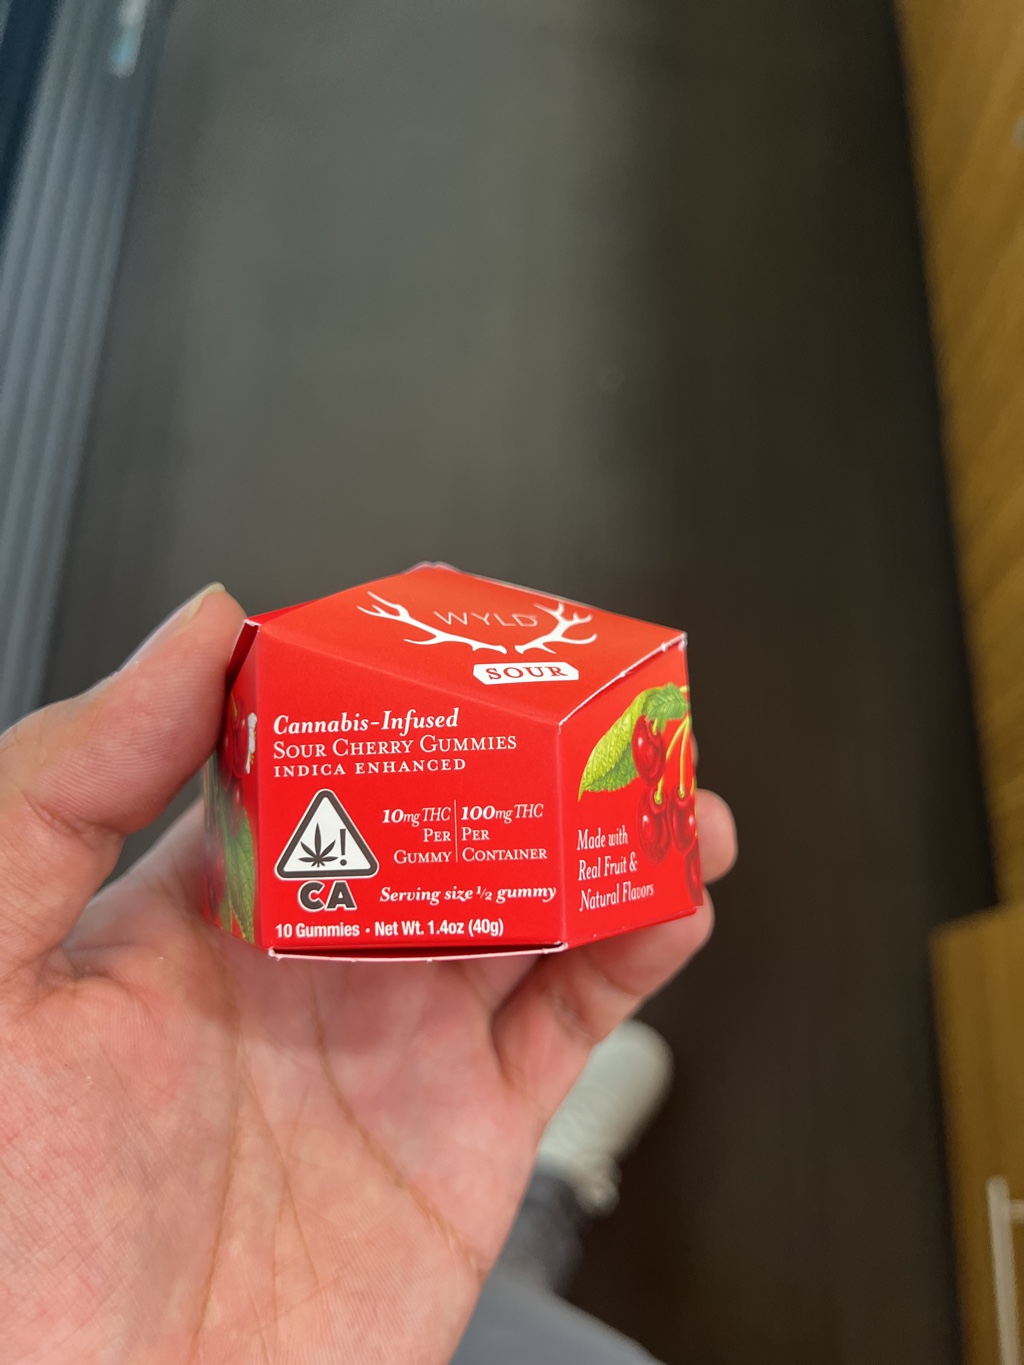 WYLD
SOUR
Cannabis-Infused
SOUR CHERRY GUMMIES
INDICA ENHANCED
10mg THC
PER
GUMMY
100mg THC
PER
CONTAINER
CA
Serving size ½ gummy
10 Gummies • Net Wt. 1.4oz (40g)
Made with
Real Fruit &
Natural Flavors